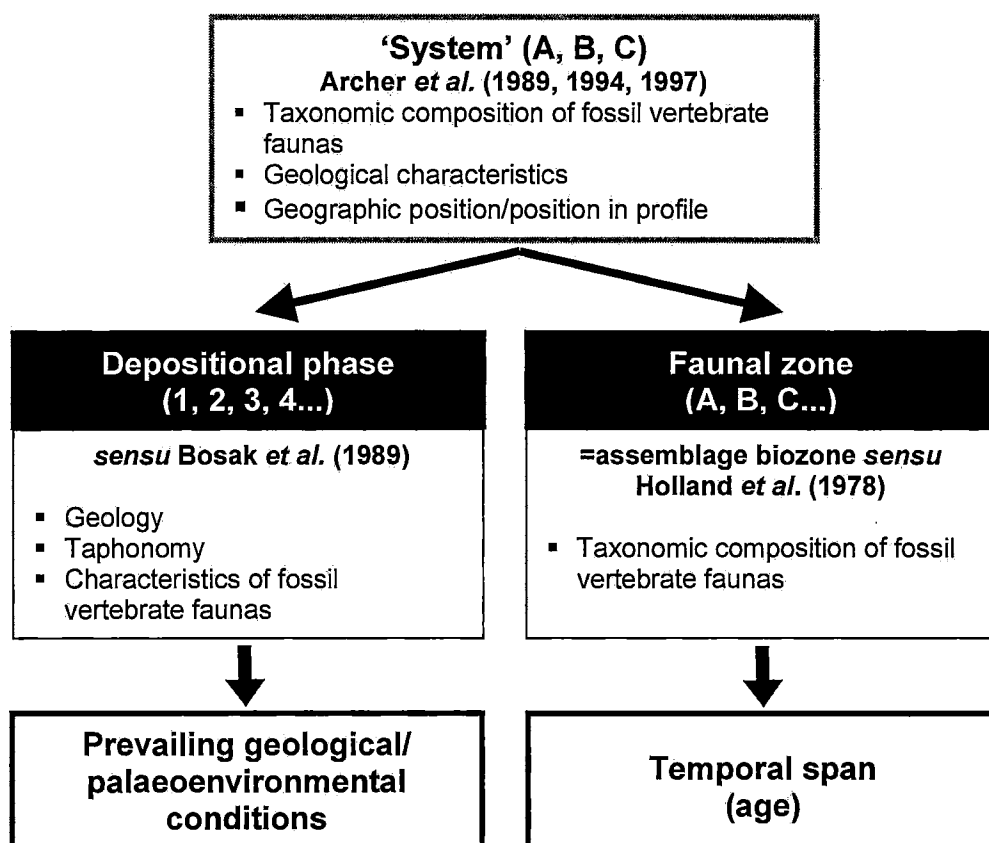 ‘System’ (A, B, C)
Archer et al. (1989, 1994, 1997)
▪ Taxonomic composition of fossil vertebrate
faunas
▪ Geological characteristics
▪ Geographic position/position in profile
Depositional phase
(1, 2, 3, 4...)
sensu Bosak et al. (1989)
▪ Geology
▪ Taphonomy
▪ Characteristics of fossil
vertebrate faunas
Prevailing geological/
palaeoenvironmental
conditions
Faunal zone
(A, B, C...)
=assemblage biozone sensu
Holland et al. (1978)
▪ Taxonomic composition of fossil
vertebrate faunas
Temporal span
(age)